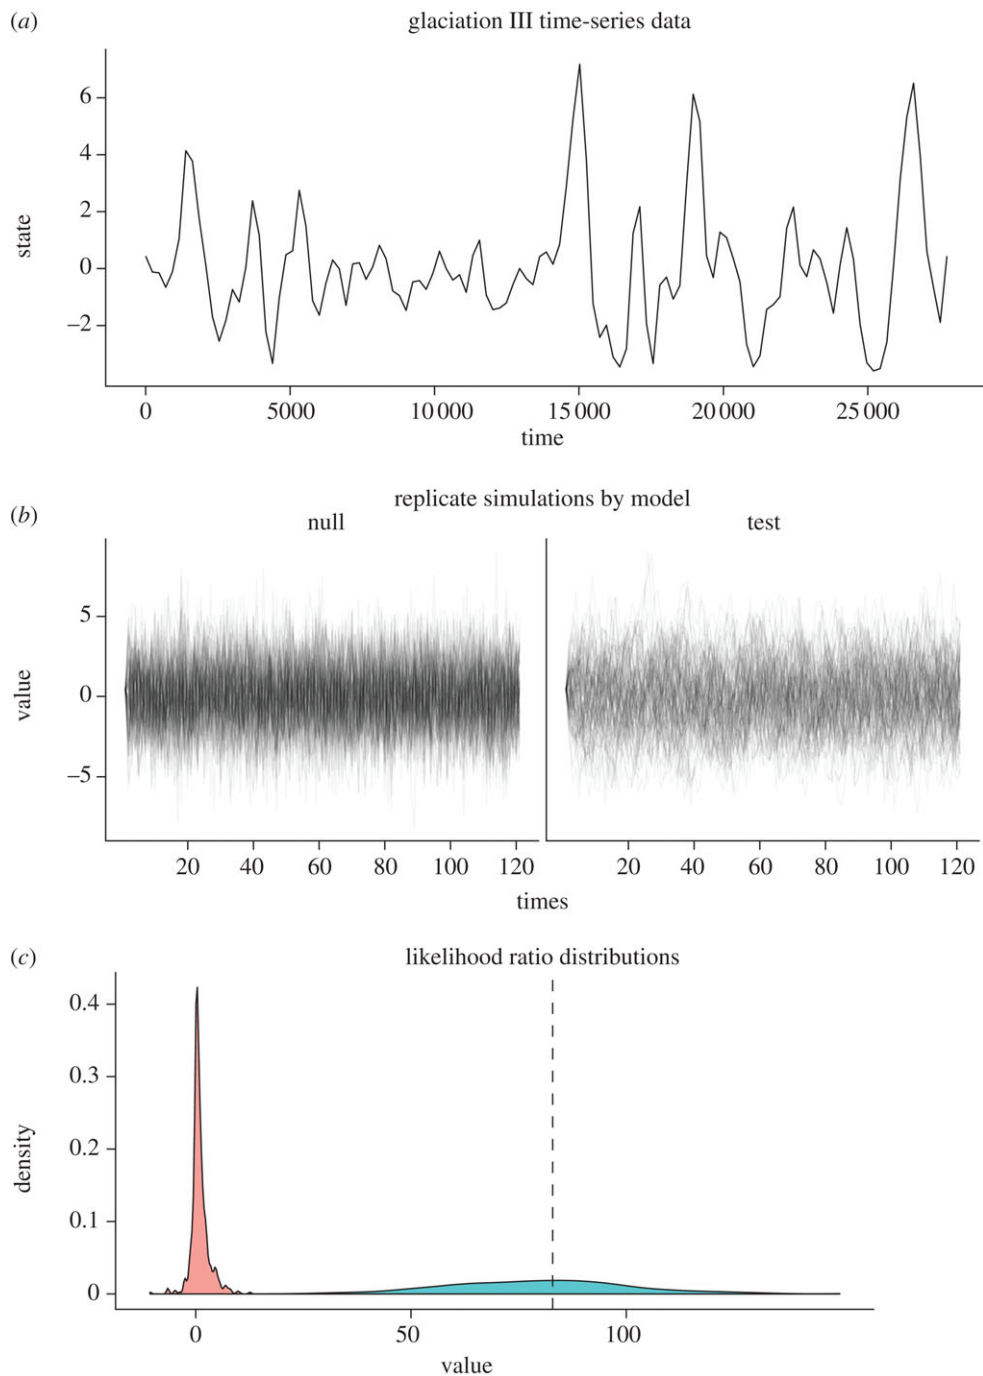 (a)
glaciation III time-series data
6
4
2
0
−2
state
0 5000 10 000 15 000 20 000 25 000
time
(b)
replicate simulations by model
null test
5
0
−5
value
20 40 60 80 100 120 20 40 60 80 100 120
times
(c)
likelihood ratio distributions
0.4
0.3
0.2
0.1
0
density
0 50 100
value